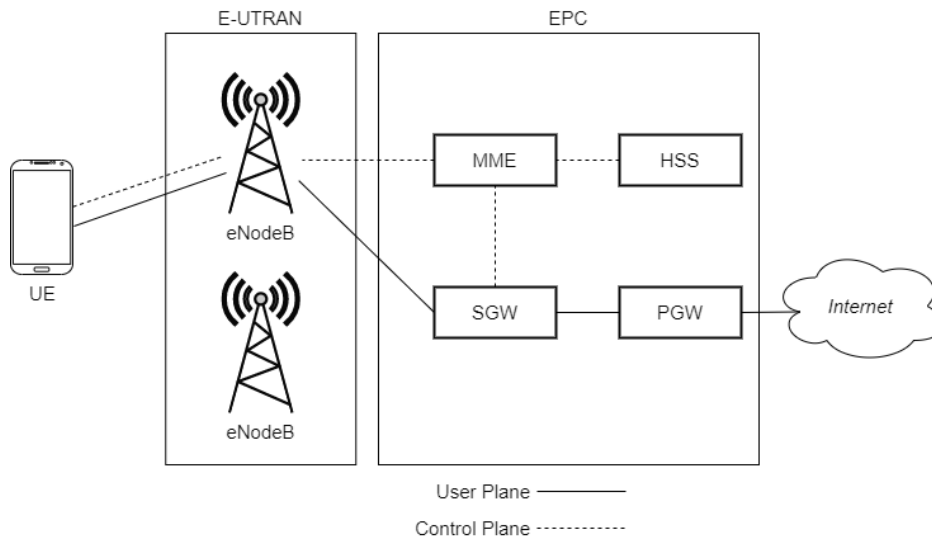 E-UTRAN
EPC
MME
HSS
eNodeB
UE
SGW
PGW
Internet
eNodeB
User Plane
Control Plane